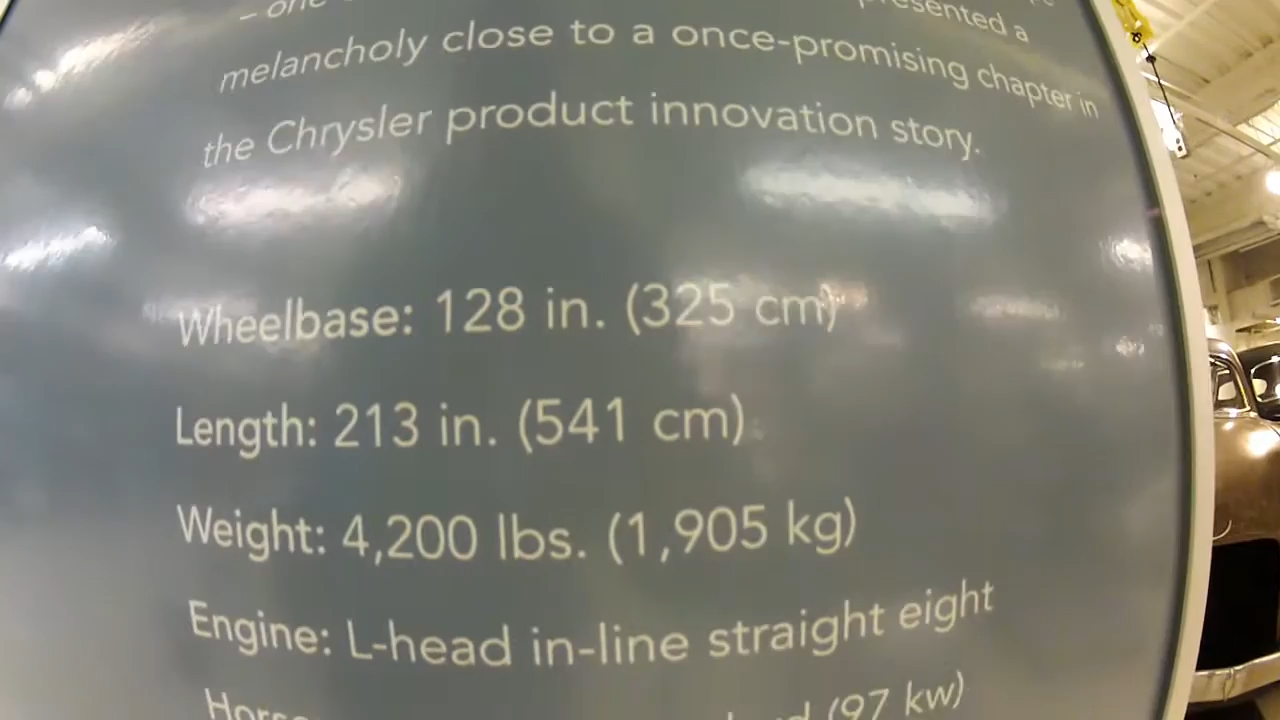 – one
melancholy close to a once-promising chapter in
the Chrysler product innovation story.
Wheelbase: 128 in. (325 cm)
Length: 213 in. (541 cm)
Weight: 4,200 lbs. (1,905 kg)
Engine: L-head in-line straight eight
(97 kw)